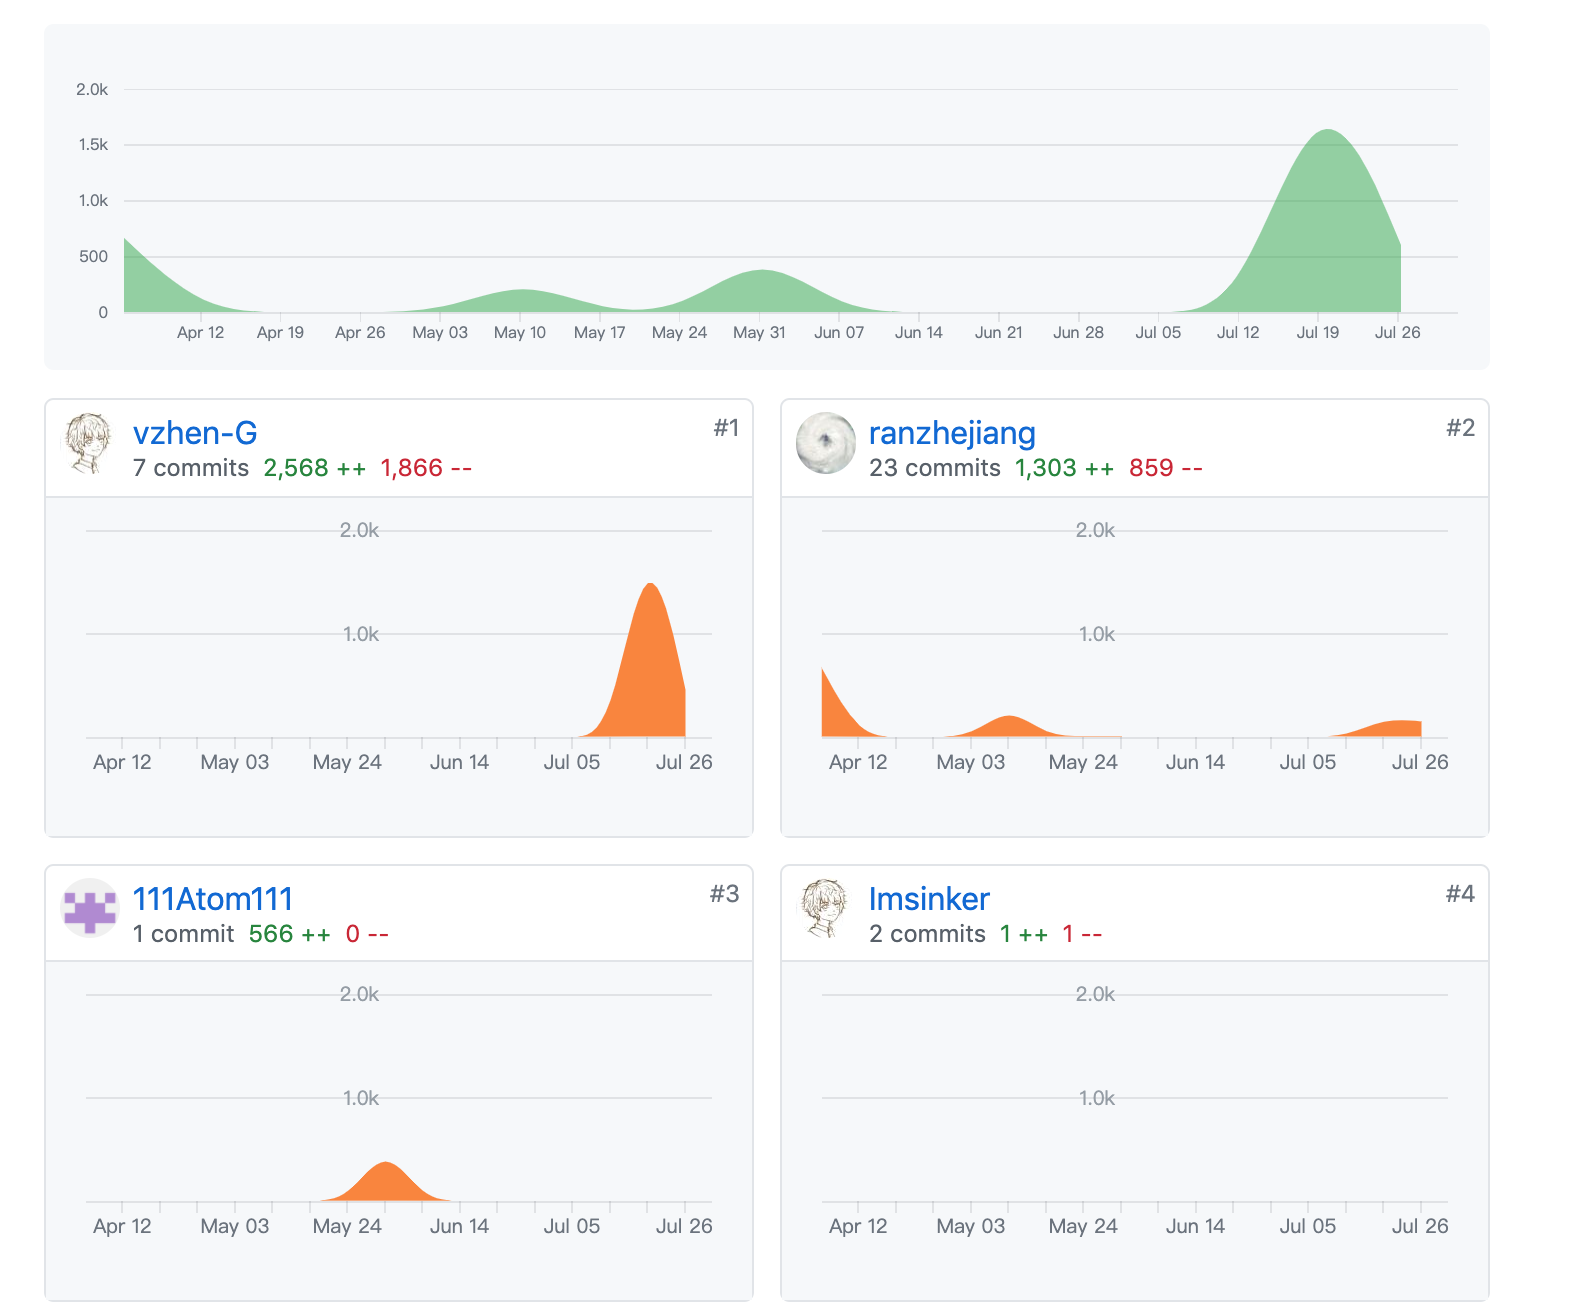 2.0k
1.5k
1.0k
500
0
Apr 12 Apr 19 Apr 26 May 03 May 10 May 17 May 24 May 31 Jun 07 Jun 14 Jun 21 Jun 28 Jul 05 Jul 12 Jul 19 Jul 26
vzhen-G #1
7 commits 2,568 ++ 1,866 --
2.0k
1.0k
Apr 12 May 03 May 24 Jun 14 Jul 05 Jul 26
ranzhejiang #2
23 commits 1,303 ++ 859 --
2.0k
1.0k
Apr 12 May 03 May 24 Jun 14 Jul 05 Jul 26
111Atom111 #3
1 commit 566 ++ 0 --
2.0k
1.0k
Apr 12 May 03 May 24 Jun 14 Jul 05 Jul 26
Imsinker #4
2 commits 1 ++ 1 --
2.0k
1.0k
Apr 12 May 03 May 24 Jun 14 Jul 05 Jul 26